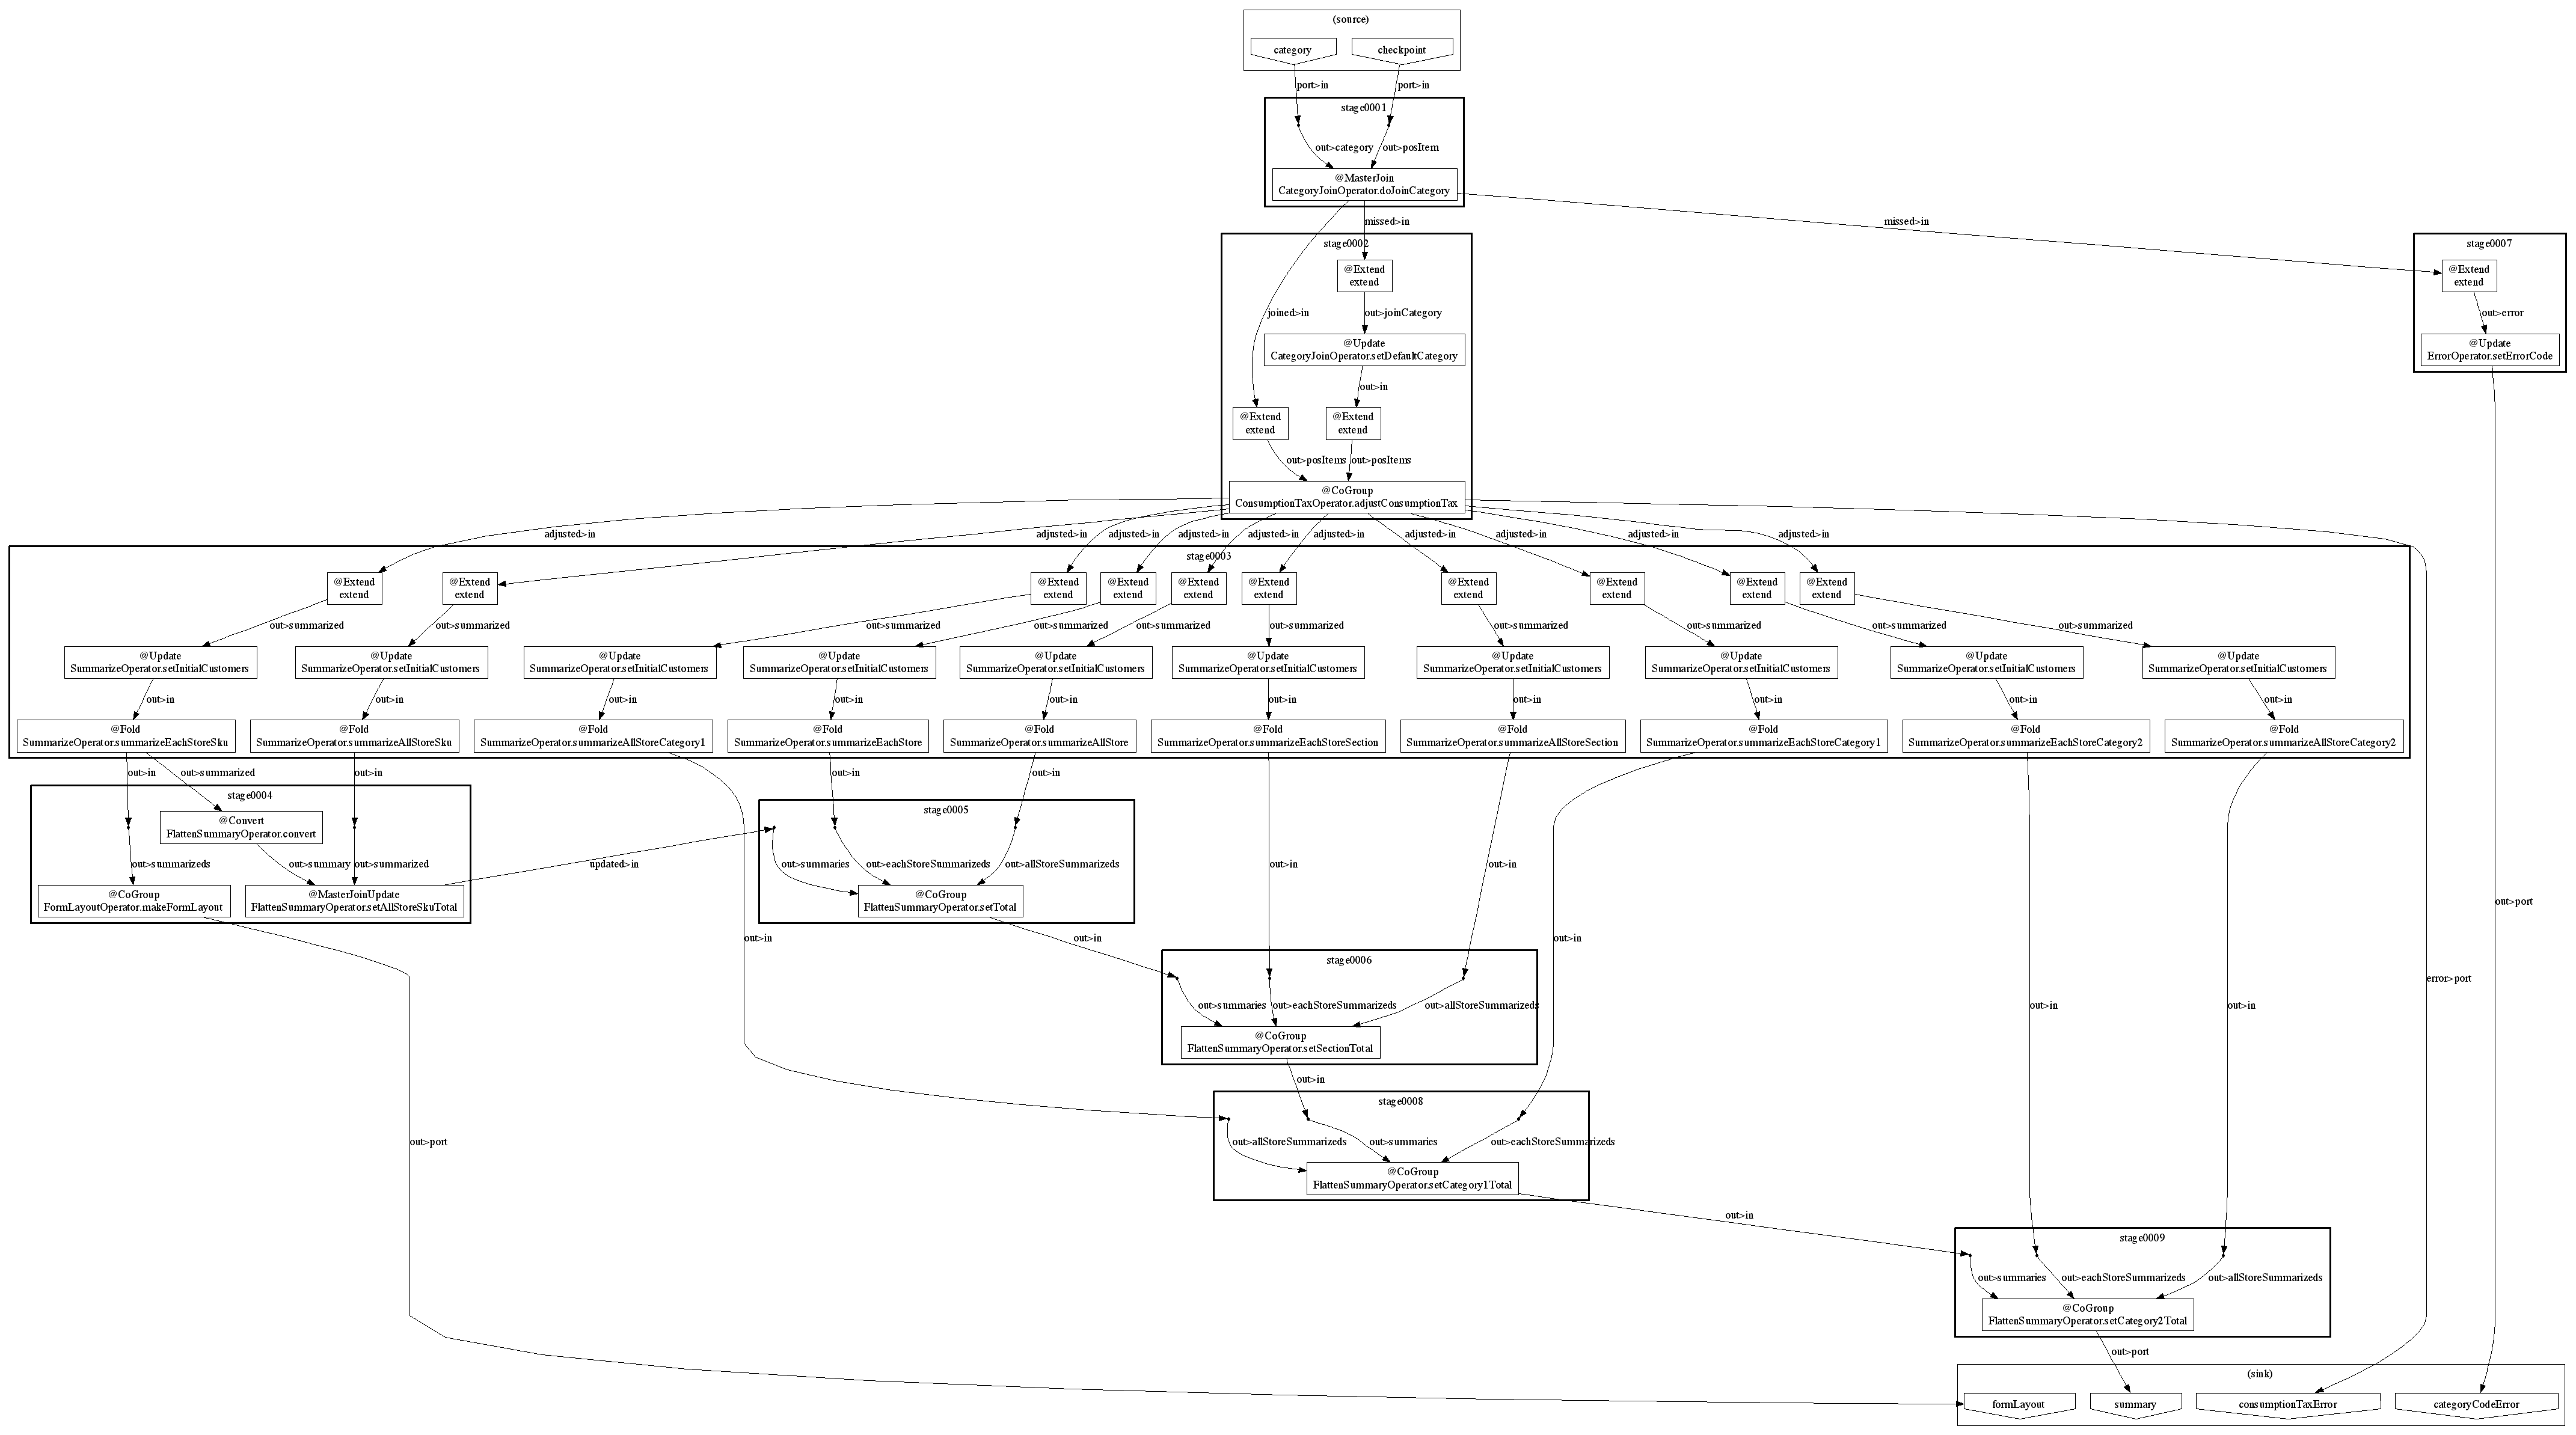 (source)
category
checkpoint
port>in
port>in
stage0001
out>category
out>posItem
@MasterJoin
CategoryJoinOperator.doJoinCategory
missed>in
missed>in
stage0002
stage0007
@Extend
extend
@Extend
extend
joined>in
out>joinCategory
out>error
@Update
CategoryJoinOperator.setDefaultCategory
@Update
ErrorOperator.setErrorCode
out>in
@Extend
extend
@Extend
extend
out>posItems
out>posItems
@CoGroup
ConsumptionTaxOperator.adjustConsumptionTax
adjusted>in
adjusted>in
adjusted>in
adjusted>in
adjusted>in
adjusted>in
adjusted>in
adjusted>in
adjusted>in
adjusted>in
stage0003
@Extend
extend
@Extend
extend
@Extend
extend
@Extend
extend
@Extend
extend
@Extend
extend
@Extend
extend
@Extend
extend
@Extend
extend
@Extend
extend
out>summarized
out>summarized
out>summarized
out>summarized
out>summarized
out>summarized
out>summarized
out>summarized
out>summarized
out>summarized
@Update
SummarizeOperator.setInitialCustomers
@Update
SummarizeOperator.setInitialCustomers
@Update
SummarizeOperator.setInitialCustomers
@Update
SummarizeOperator.setInitialCustomers
@Update
SummarizeOperator.setInitialCustomers
@Update
SummarizeOperator.setInitialCustomers
@Update
SummarizeOperator.setInitialCustomers
@Update
SummarizeOperator.setInitialCustomers
@Update
SummarizeOperator.setInitialCustomers
@Update
SummarizeOperator.setInitialCustomers
out>in
out>in
out>in
out>in
out>in
out>in
out>in
out>in
out>in
out>in
@Fold
SummarizeOperator.summarizeEachStoreSku
@Fold
SummarizeOperator.summarizeAllStoreSku
@Fold
SummarizeOperator.summarizeAllStoreCategory1
@Fold
SummarizeOperator.summarizeEachStore
@Fold
SummarizeOperator.summarizeAllStore
@Fold
SummarizeOperator.summarizeEachStoreSection
@Fold
SummarizeOperator.summarizeAllStoreSection
@Fold
SummarizeOperator.summarizeEachStoreCategory1
@Fold
SummarizeOperator.summarizeEachStoreCategory2
@Fold
SummarizeOperator.summarizeAllStoreCategory2
out>in
out>summarized
out>in
out>in
out>in
stage0004
stage0005
@Convert
FlattenSummaryOperator.convert
out>summarizeds
out>summary
out>summarized
updated>in
out>summaries
out>eachStoreSummarizeds
out>allStoreSummarizeds
out>in
out>in
@CoGroup
FormLayoutOperator.makeFormLayout
@MasterJoinUpdate
FlattenSummaryOperator.setAllStoreSkuTotal
@CoGroup
FlattenSummaryOperator.setTotal
out>port
out>in
out>in
out>in
stage0006
error>port
out>summaries
out>eachStoreSummarizeds
out>allStoreSummarizeds
out>in
out>in
@CoGroup
FlattenSummaryOperator.setSectionTotal
out>in
stage0008
out>port
out>allStoreSummarizeds
out>summaries
out>eachStoreSummarizeds
@CoGroup
FlattenSummaryOperator.setCategory1Total
out>in
stage0009
out>summaries
out>eachStoreSummarizeds
out>allStoreSummarizeds
@CoGroup
FlattenSummaryOperator.setCategory2Total
out>port
(sink)
formLayout
summary
consumptionTaxError
categoryCodeError